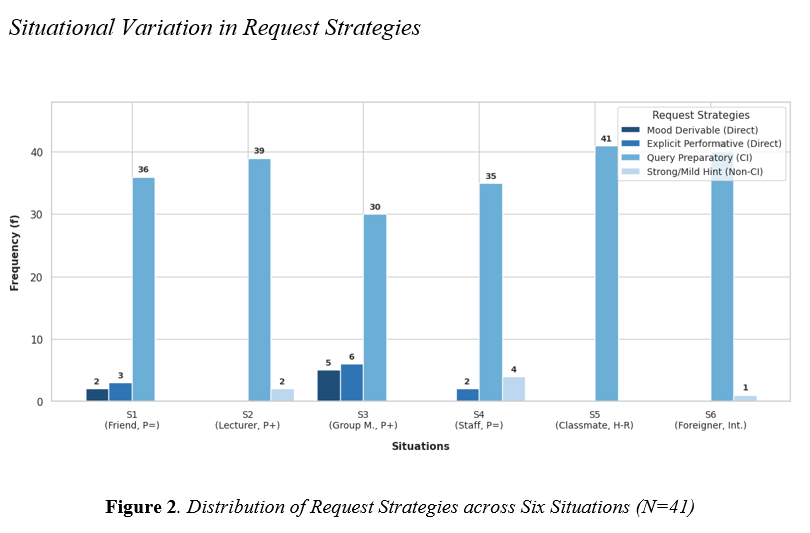 Situational Variation in Request Strategies
Request Strategies
Mood Derivable (Direct)
Explicit Performative (Direct)
Query Preparatory (CI)
Strong/Mild Hint (Non-CI)
Frequency (f)
40
30
20
10
0
2
3
36
39
2
5
6
30
2
35
4
41
1
S1
(Friend, P=)
S2
(Lecturer, P+)
S3
(Group M., P+)
S4
(Staff, P=)
S5
(Classmate, H-R)
S6
(Foreigner, Int.)
Situations
Figure 2. Distribution of Request Strategies across Six Situations (N=41)